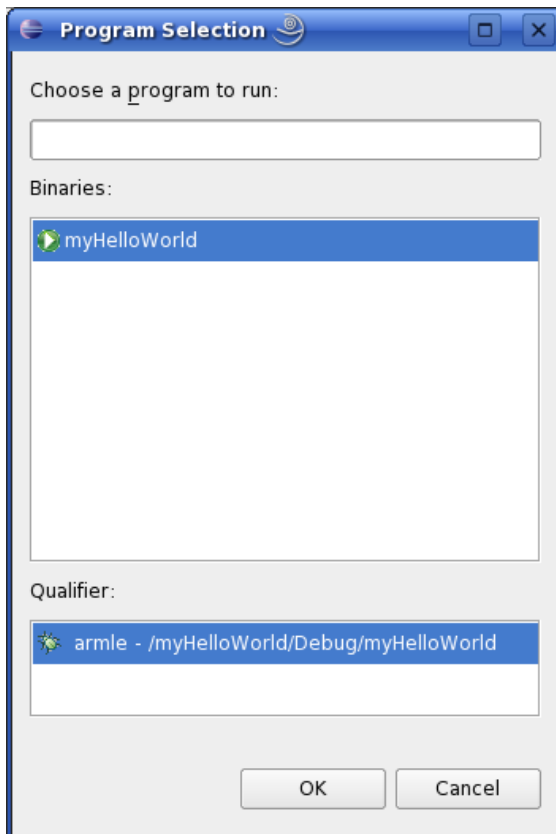 Program Selection
Choose a program to run:
Binaries:
myHelloWorld
Qualifier:
armle - /myHelloWorld/Debug/myHelloWorld
OK
Cancel